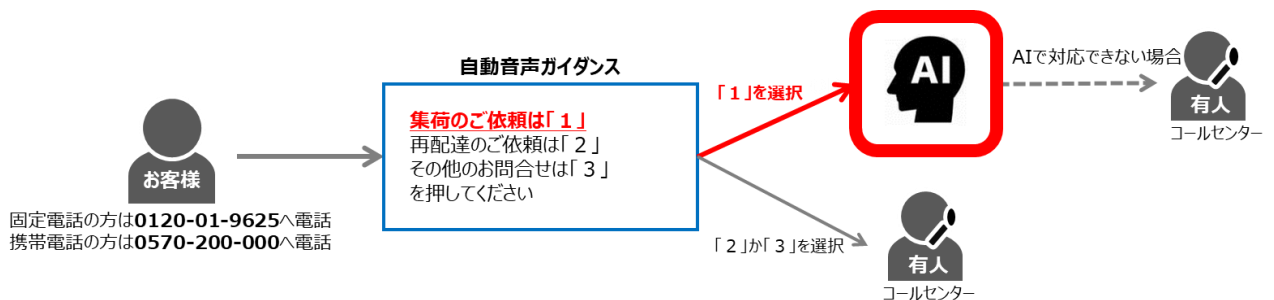 お客様
固定電話の方は0120-01-9625へ電話
携帯電話の方は0570-200-000へ電話
自動音声ガイダンス
集荷のご依頼は「１」
再配達のご依頼は「２」
その他のお問合せは「３」
を押してください
「１」を選択
AI
AIで対応できない場合
有人
コールセンター
「２」か「３」を選択
有人
コールセンター